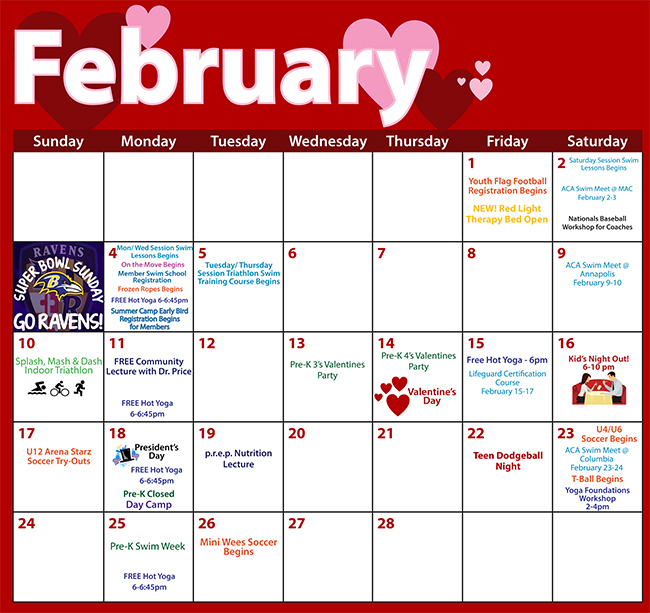 February
Sunday Monday Tuesday Wednesday Thursday Friday Saturday
1
Youth Flag Football
Registration Begins
NEW! Red Light
Therapy Bed Open
2
Saturday Session Swim
Lessons Begins
ACA Swim Meet @ MAC
February 2-3
Nationals Baseball
Workshop for Coaches
RAVENS
SUPER BOWL SUNDAY
GO RAVENS!
4
Mon/ Wed Session Swim
Lessons Begins
On the Move Begins
Member Swim School
Registration
Frozen Ropes Begins
FREE Hot Yoga 6-6:45pm
Summer Camp Early Bird
Registration Begins
for Members
5
Tuesday/ Thursday
Session Triathlon Swim
Training Course Begins
6
7
8
9
ACA Swim Meet @
Annapolis
February 9-10
10
Splash, Mash & Dash
Indoor Triathlon
11
FREE Community
Lecture with Dr. Price
FREE Hot Yoga
6-6:45pm
12
13
Pre-K 3's Valentines
Party
14
Pre-K 4's Valentines
Party
Valentine's
Day
15
Free Hot Yoga - 6pm
Lifeguard Certification
Course
February 15-17
16
Kid's Night Out!
6-10 pm
17
U12 Arena Starz
Soccer Try-Outs
18
President's
Day
FREE Hot Yoga
6-6:45pm
Pre-K Closed
Day Camp
19
p.r.e.p. Nutrition
Lecture
20
21
22
Teen Dodgeball
Night
23
U4/U6
Soccer Begins
ACA Swim Meet @
Columbia
February 23-24
T-Ball Begins
Yoga Foundations
Workshop
2-4pm
24
25
Pre-K Swim Week
FREE Hot Yoga
6-6:45pm
26
Mini Wees Soccer
Begins
27
28